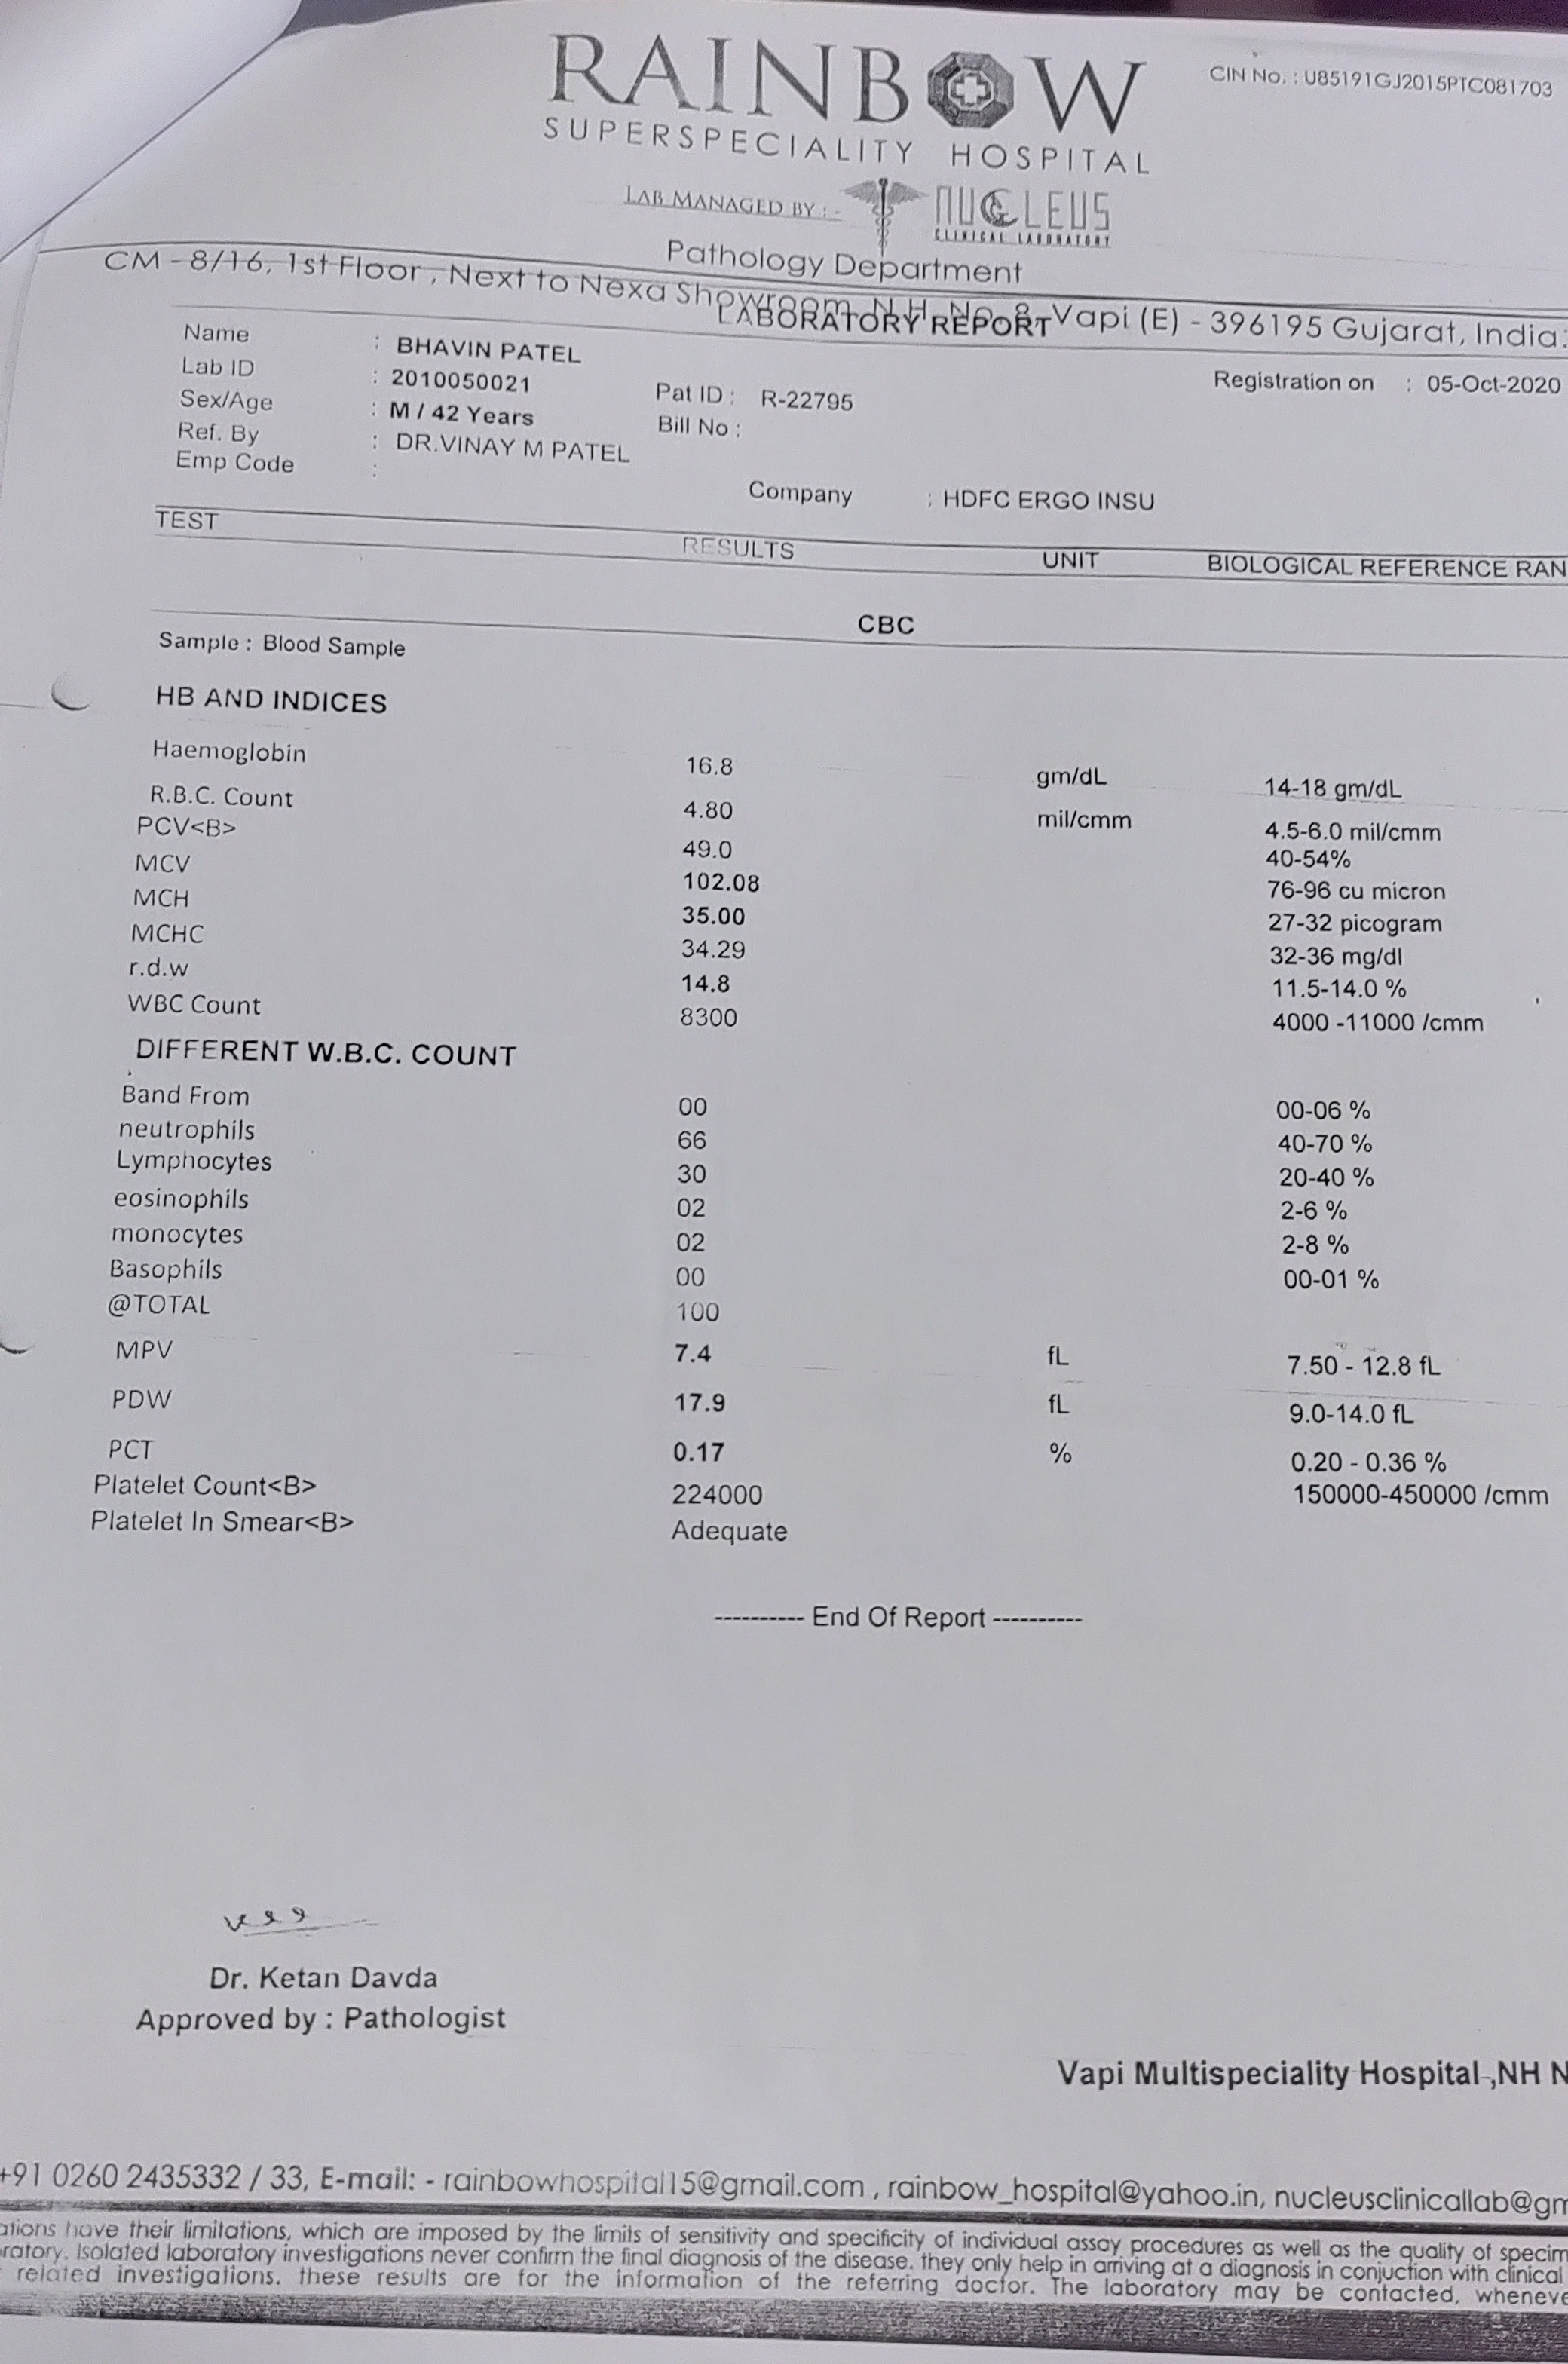 RAINBOW
CIN No. : U85191GJ2015PTC081703
SUPERSPECIALITY HOSPITAL
LAB MANAGED BY : - NUCLEUS
CLINICAL LABORATORY
Pathology Department
CM - 8/16, 1st Floor , Next to Nexa Showroom, N.H. No. 8, Vapi (E) - 396195 Gujarat, India.
LABORATORY REPORT
Name : BHAVIN PATEL
Lab ID : 2010050021 Pat ID : R-22795 Registration on : 05-Oct-2020
Sex/Age : M / 42 Years Bill No :
Ref. By : DR.VINAY M PATEL
Emp Code : Company : HDFC ERGO INSU
TEST RESULTS UNIT BIOLOGICAL REFERENCE RAN
CBC
Sample : Blood Sample
HB AND INDICES
Haemoglobin 16.8 gm/dL 14-18 gm/dL
R.B.C. Count 4.80 mil/cmm 4.5-6.0 mil/cmm
PCV<B> 49.0 40-54%
MCV 102.08 76-96 cu micron
MCH 35.00 27-32 picogram
MCHC 34.29 32-36 mg/dl
r.d.w 14.8 11.5-14.0 %
WBC Count 8300 4000 -11000 /cmm
DIFFERENT W.B.C. COUNT
Band From 00 00-06 %
neutrophils 66 40-70 %
Lymphocytes 30 20-40 %
eosinophils 02 2-6 %
monocytes 02 2-8 %
Basophils 00 00-01 %
@TOTAL 100
MPV 7.4 fL 7.50 - 12.8 fL
PDW 17.9 fL 9.0-14.0 fL
PCT 0.17 % 0.20 - 0.36 %
Platelet Count<B> 224000 150000-450000 /cmm
Platelet In Smear<B> Adequate
---------- End Of Report ----------
Dr. Ketan Davda
Approved by : Pathologist
Vapi Multispeciality Hospital-,NH N
+91 0260 2435332 / 33, E-mail: - rainbowhospital15@gmail.com , rainbow_hospital@yahoo.in, nucleusclinicallab@gm
ations have their limitations, which are imposed by the limits of sensitivity and specificity of individual assay procedures as well as the quality of specim
ratory. Isolated laboratory investigations never confirm the final diagnosis of the disease. they only help in arriving at a diagnosis in conjuction with clinical
related investigations. these results are for the information of the referring doctor. The laboratory may be contacted, wheneve